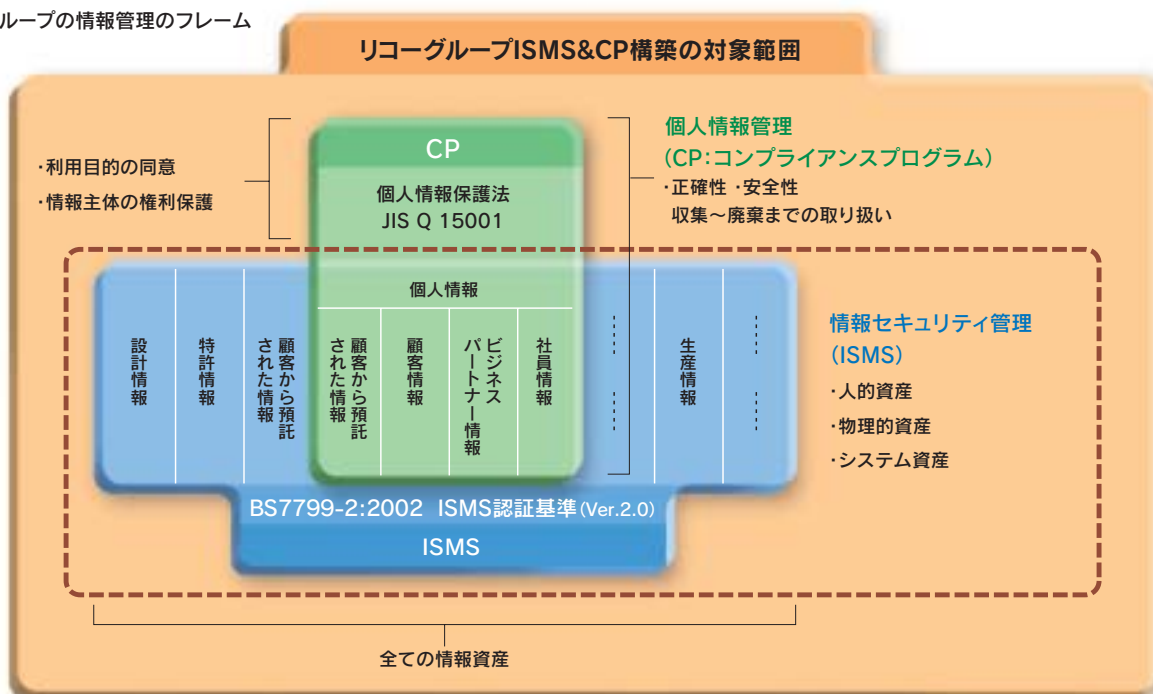 ループの情報管理のフレーム
リコーグループISMS&CP構築の対象範囲
・利用目的の同意
・情報主体の権利保護
CP
個人情報保護法
JIS Q 15001
個人情報管理
(CP:コンプライアンスプログラム)
・正確性 ・安全性
収集～廃棄までの取り扱い
個人情報
設計情報
特許情報
顧客から預託
された情報
顧客から預託
された情報
顧客情報
ビジネス
パートナー情報
社員情報
……
……
生産情報
……
……
情報セキュリティ管理
(ISMS)
・人的資産
・物理的資産
・システム資産
BS7799-2:2002 ISMS認証基準(Ver.2.0)
ISMS
全ての情報資産